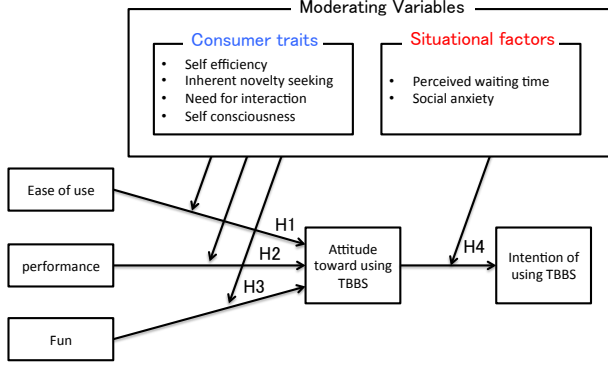 Moderating Variables
Consumer traits
• Self efficiency
• Inherent novelty seeking
• Need for interaction
• Self consciousness
Situational factors
• Perceived waiting time
• Social anxiety
Ease of use
H1
performance
H2
H3
Fun
Attitude
toward using
TBBS
H4
Intention of
using TBBS